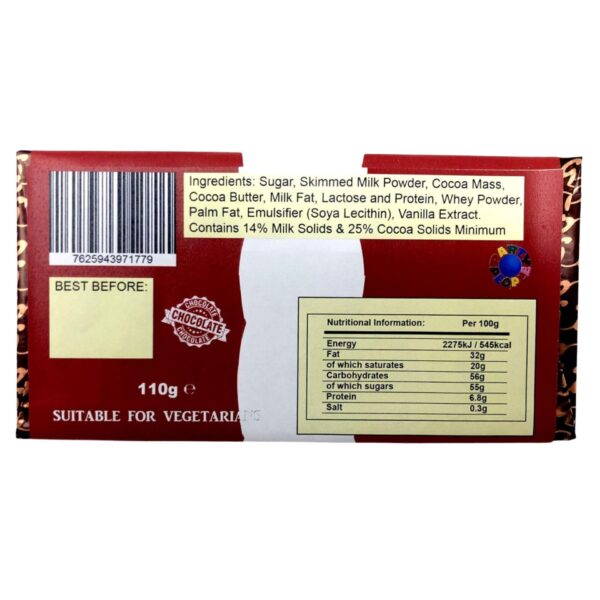 Ingredients: Sugar, Skimmed Milk Powder, Cocoa Mass,
Cocoa Butter, Milk Fat, Lactose and Protein, Whey Powder,
Palm Fat, Emulsifier (Soya Lecithin), Vanilla Extract.
Contains 14% Milk Solids & 25% Cocoa Solids Minimum
7625943971779
BEST BEFORE:
PARTY
PEPPY
CHOCOLATE
CHOCOLATE
CHOCOLATE
110g ℮
SUITABLE FOR VEGETARIANS
Nutritional Information: Per 100g
Energy 2275kJ / 545kcal
Fat 32g
of which saturates 20g
Carbohydrates 56g
of which sugars 55g
Protein 6.8g
Salt 0.3g